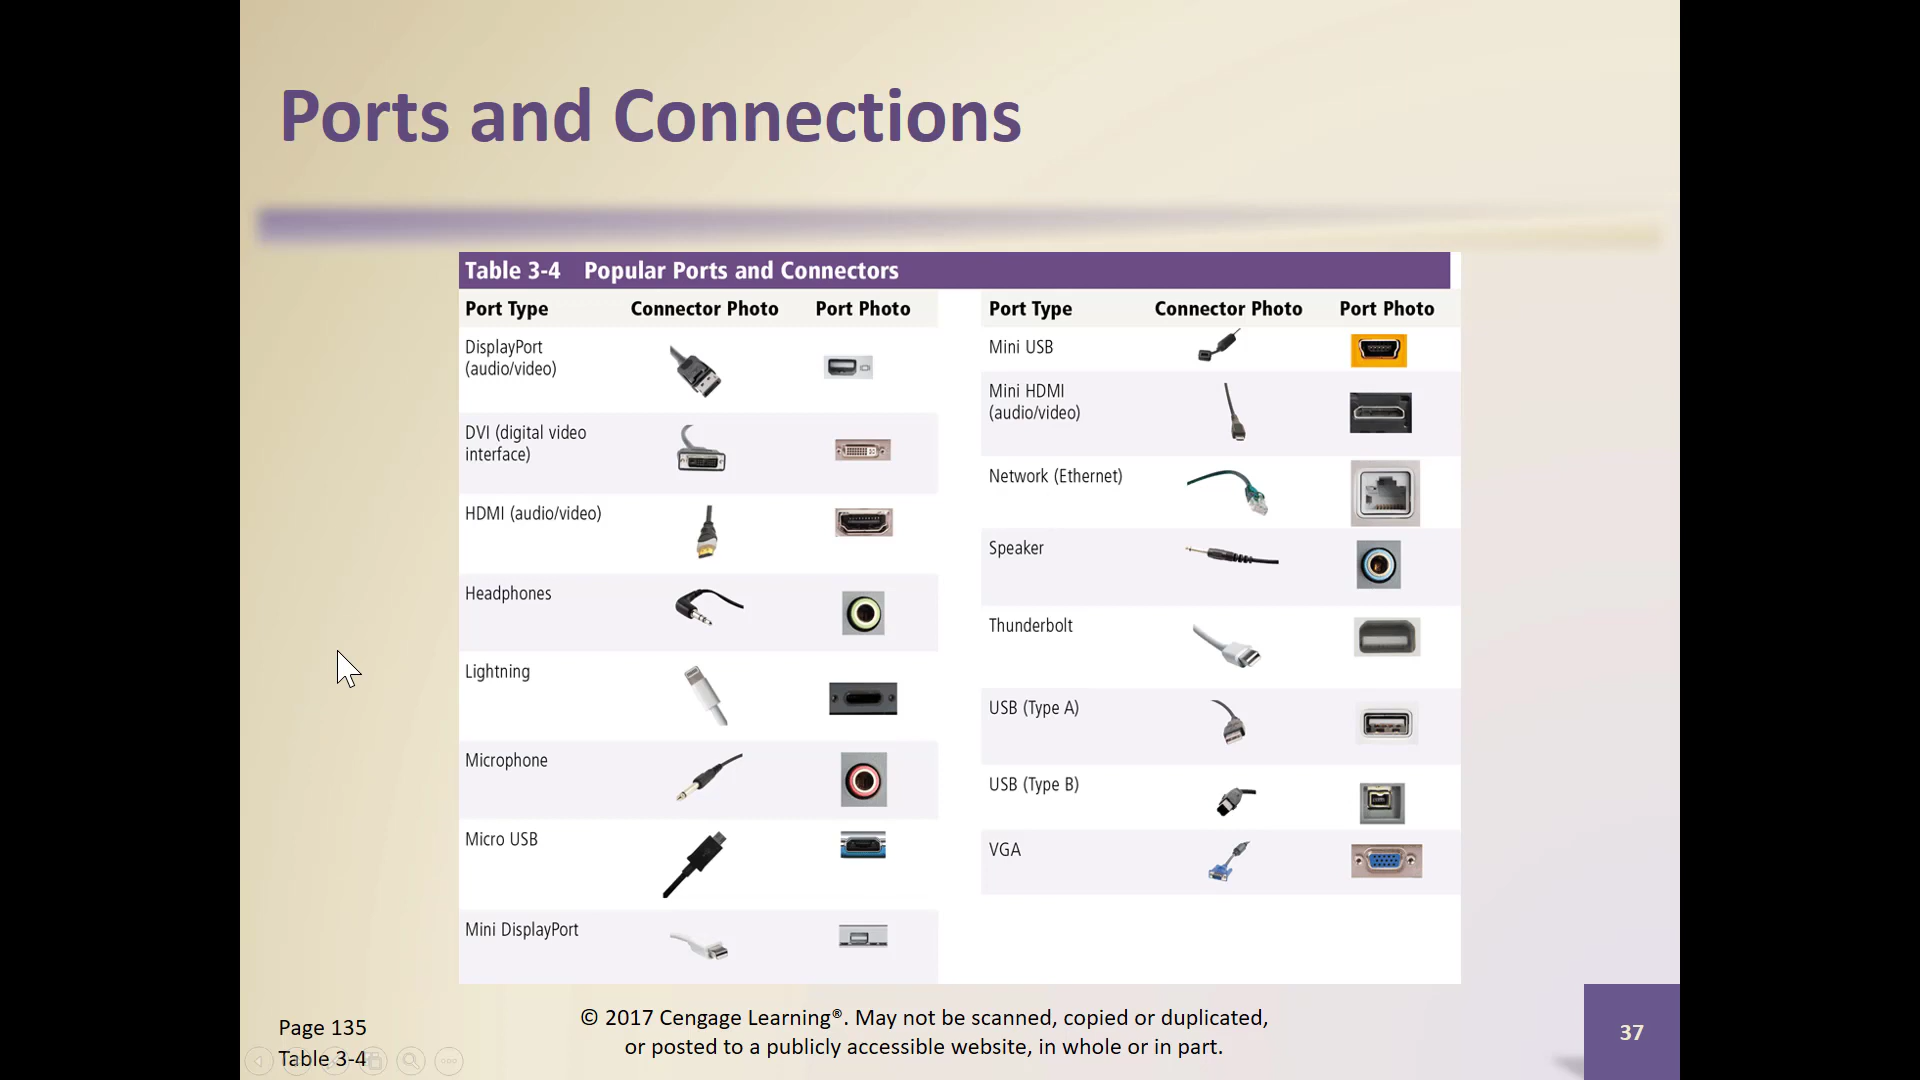 Ports and Connections
Table 3-4 Popular Ports and Connectors
Port Type Connector Photo Port Photo
DisplayPort
(audio/video)
DVI (digital video
interface)
HDMI (audio/video)
Headphones
Lightning
Microphone
Micro USB
Mini DisplayPort
Port Type Connector Photo Port Photo
Mini USB
Mini HDMI
(audio/video)
Network (Ethernet)
Speaker
Thunderbolt
USB (Type A)
USB (Type B)
VGA
Page 135
Table 3-4
© 2017 Cengage Learning®. May not be scanned, copied or duplicated,
or posted to a publicly accessible website, in whole or in part.
37